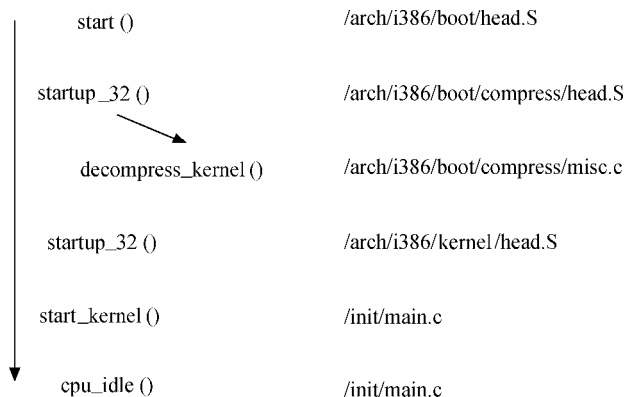 start () /arch/i386/boot/head.S
startup_32 () /arch/i386/boot/compress/head.S
decompress_kernel () /arch/i386/boot/compress/misc.c
startup_32 () /arch/i386/kernel/head.S
start_kernel () /init/main.c
cpu_idle () /init/main.c